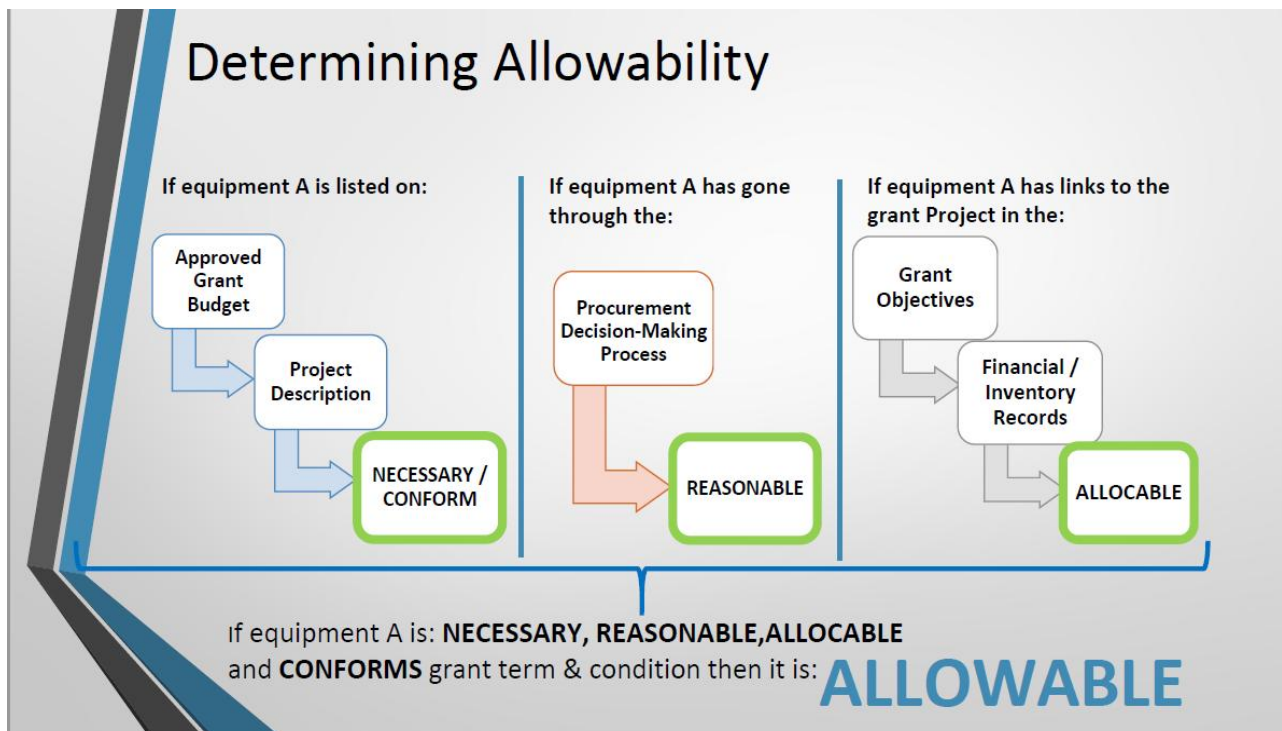 Determining Allowability
If equipment A is listed on:
Approved
Grant
Budget
Project
Description
NECESSARY /
CONFORM
If equipment A has gone
through the:
Procurement
Decision-Making
Process
REASONABLE
If equipment A has links to the
grant Project in the:
Grant
Objectives
Financial /
Inventory
Records
ALLOCABLE
If equipment A is: NECESSARY, REASONABLE,ALLOCABLE
and CONFORMS grant term & condition then it is:
ALLOWABLE